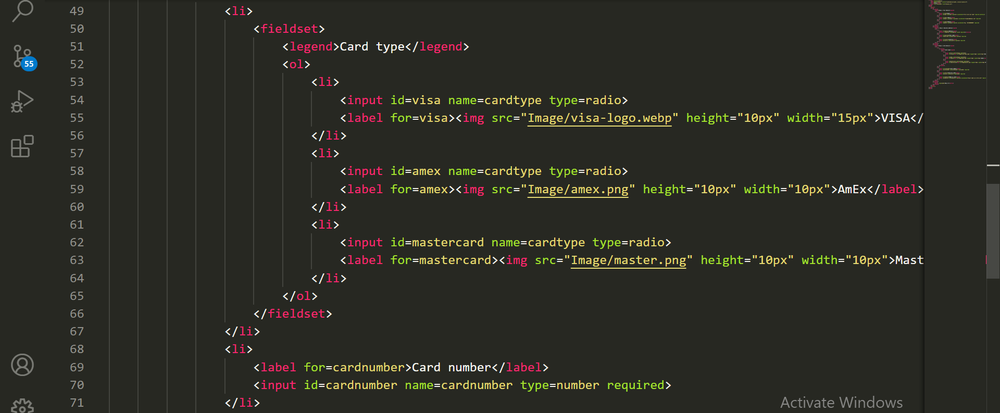 49 <li>
50 <fieldset>
51 <legend>Card type</legend>
52 <ol>
53 <li>
54 <input id=visa name=cardtype type=radio>
55 <label for=visa><img src="Image/visa-logo.webp" height="10px" width="15px">VISA</
55
56 </li>
57 <li>
58 <input id=amex name=cardtype type=radio>
59 <label for=amex><img src="Image/amex.png" height="10px" width="10px">AmEx</label>
60 </li>
61 <li>
62 <input id=mastercard name=cardtype type=radio>
63 <label for=mastercard><img src="Image/master.png" height="10px" width="10px">Mast
64 </li>
65 </ol>
66 </fieldset>
67 </li>
68 <li>
69 <label for=cardnumber>Card number</label>
70 <input id=cardnumber name=cardnumber type=number required>
71 </li>
Activate Windows